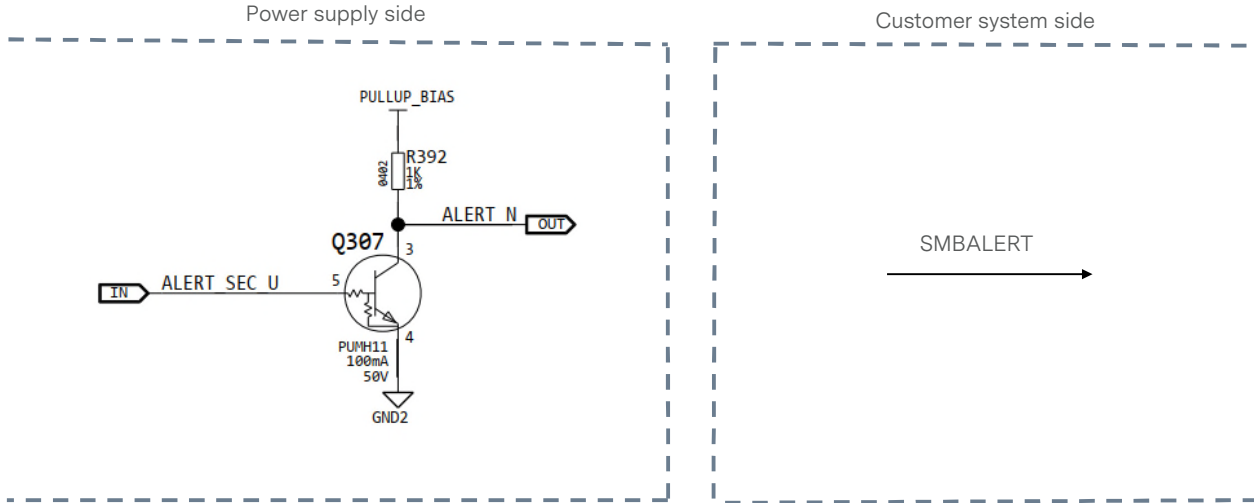 Power supply side
Customer system side
PULLUP_BIAS
R392
0402
1K
1%
ALERT_N
OUT
Q307
3
SMBALERT
IN
ALERT_SEC_U
5
4
PUMH11
100mA
50V
GND2